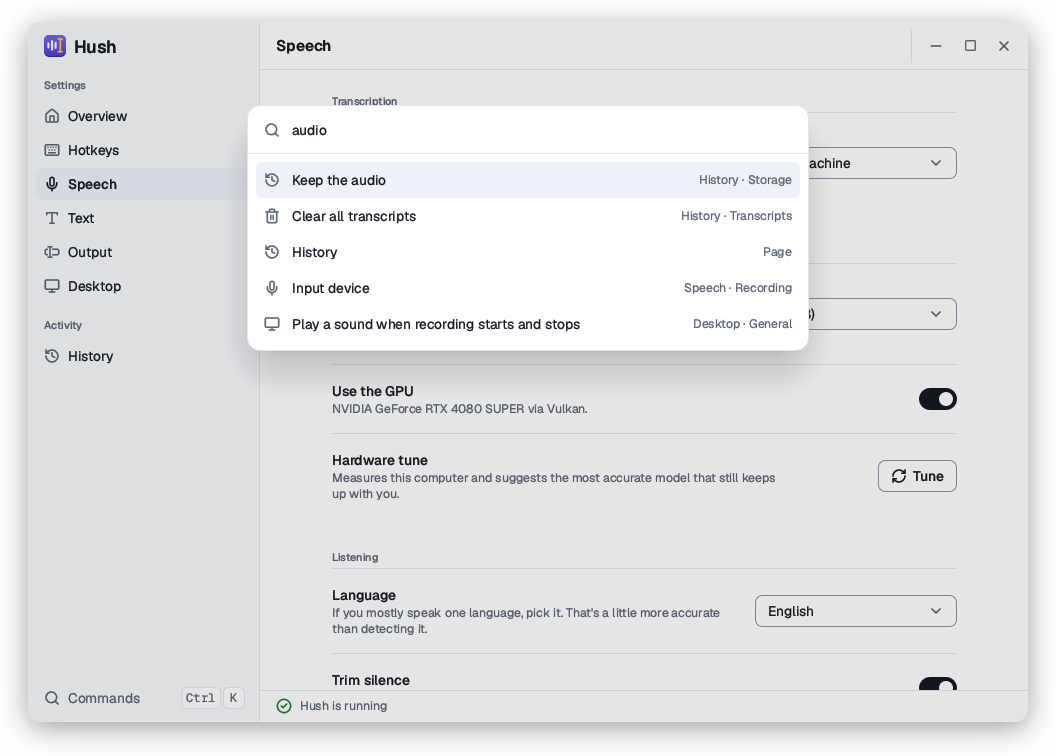 Hush
Speech
Settings
Overview
Hotkeys
Speech
Text
Output
Desktop
Activity
History
Commands
Ctrl K
Transcription
audio
Keep the audio History · Storage
Clear all transcripts History · Transcripts
History Page
Input device Speech · Recording
Play a sound when recording starts and stops Desktop · General
Use the GPU
NVIDIA GeForce RTX 4080 SUPER via Vulkan.
Hardware tune
Measures this computer and suggests the most accurate model that still keeps
up with you.
Tune
Listening
Language
If you mostly speak one language, pick it. That's a little more accurate
than detecting it.
English
Trim silence
Hush is running